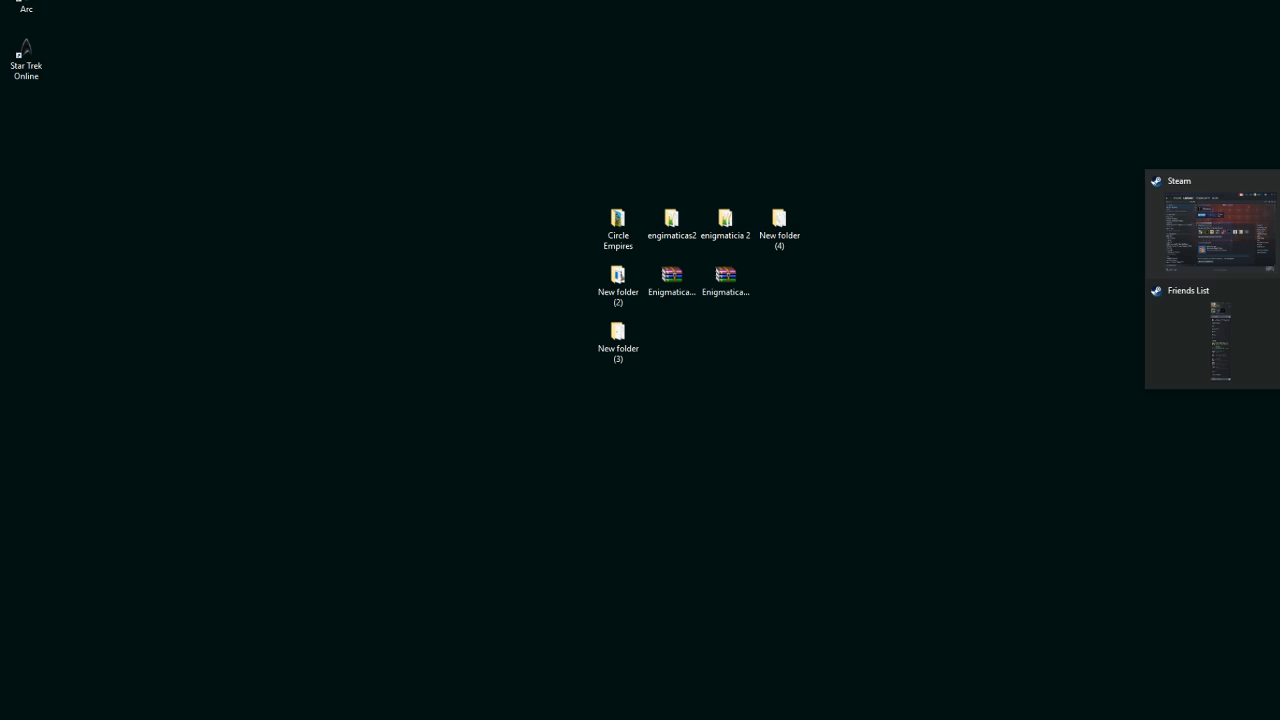 Arc
Star Trek
Online
Circle
Empires
engimaticas2
enigmaticia 2
New folder
(4)
New folder
(2)
Enigmatica...
Enigmatica...
New folder
(3)
Steam
Friends List